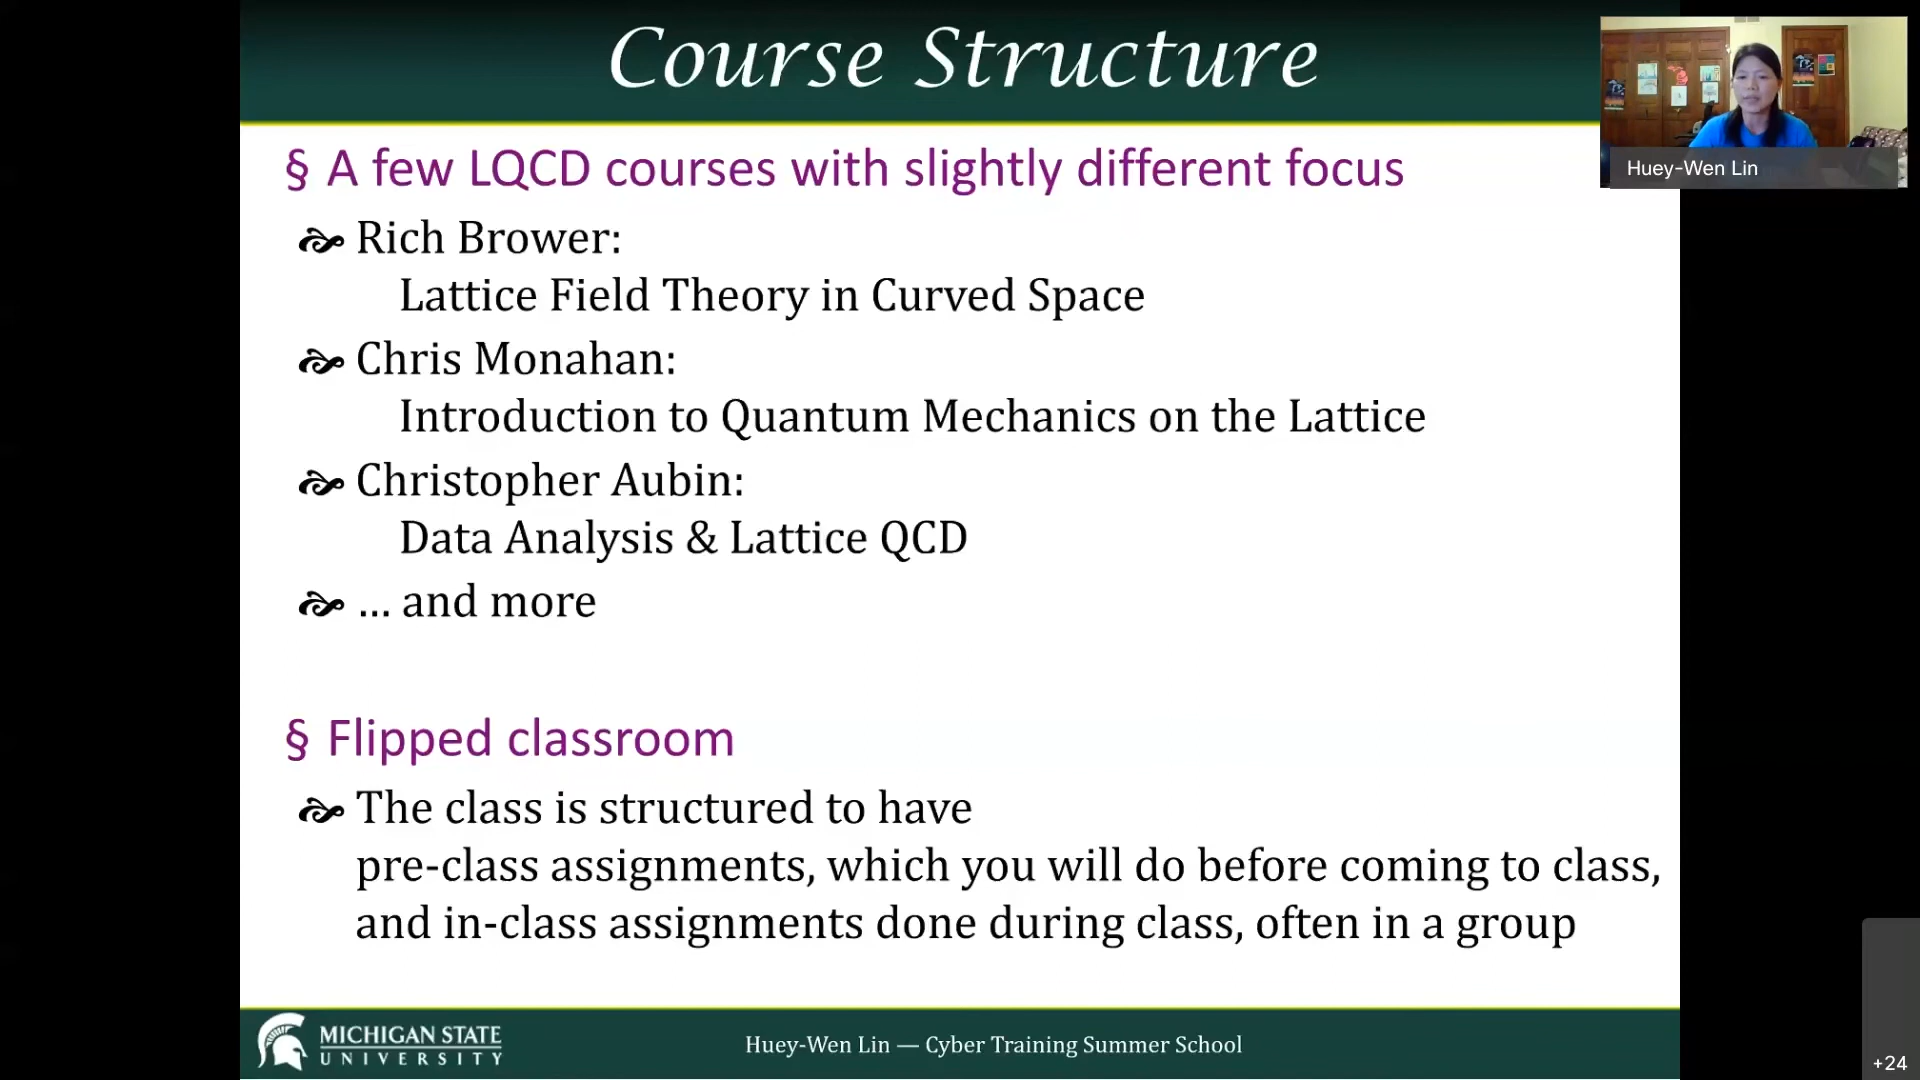 Course Structure
Huey-Wen Lin
§ A few LQCD courses with slightly different focus
Rich Brower:
Lattice Field Theory in Curved Space
Chris Monahan:
Introduction to Quantum Mechanics on the Lattice
Christopher Aubin:
Data Analysis & Lattice QCD
... and more
§ Flipped classroom
The class is structured to have
pre-class assignments, which you will do before coming to class,
and in-class assignments done during class, often in a group
MICHIGAN STATE
UNIVERSITY
Huey-Wen Lin — Cyber Training Summer School
+24